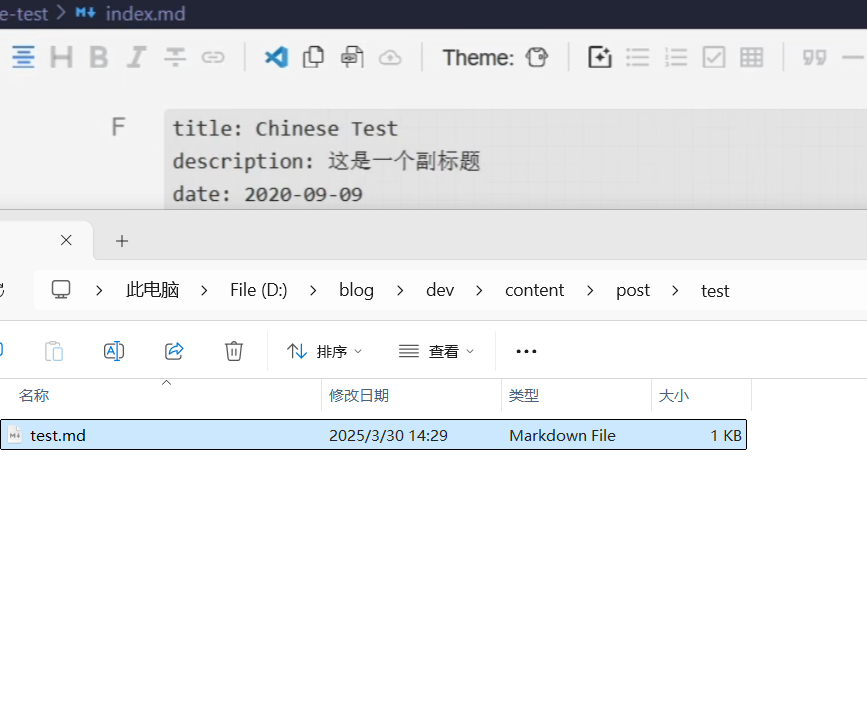 e-test > index.md
H B I Theme:
F
title: Chinese Test
description: 这是一个副标题
date: 2020-09-09
此电脑 > File (D:) > blog > dev > content > post > test
排序 查看
名称 修改日期 类型 大小
test.md 2025/3/30 14:29 Markdown File 1 KB